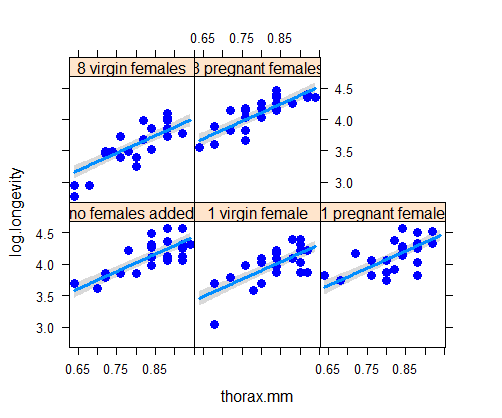 0.65 0.75 0.85
8 virgin females
8 pregnant females
4.5
4.0
3.5
3.0
log.longevity
no females added
1 virgin female
1 pregnant female
4.5
4.0
3.5
3.0
0.65 0.75 0.85
0.65 0.75 0.85
thorax.mm